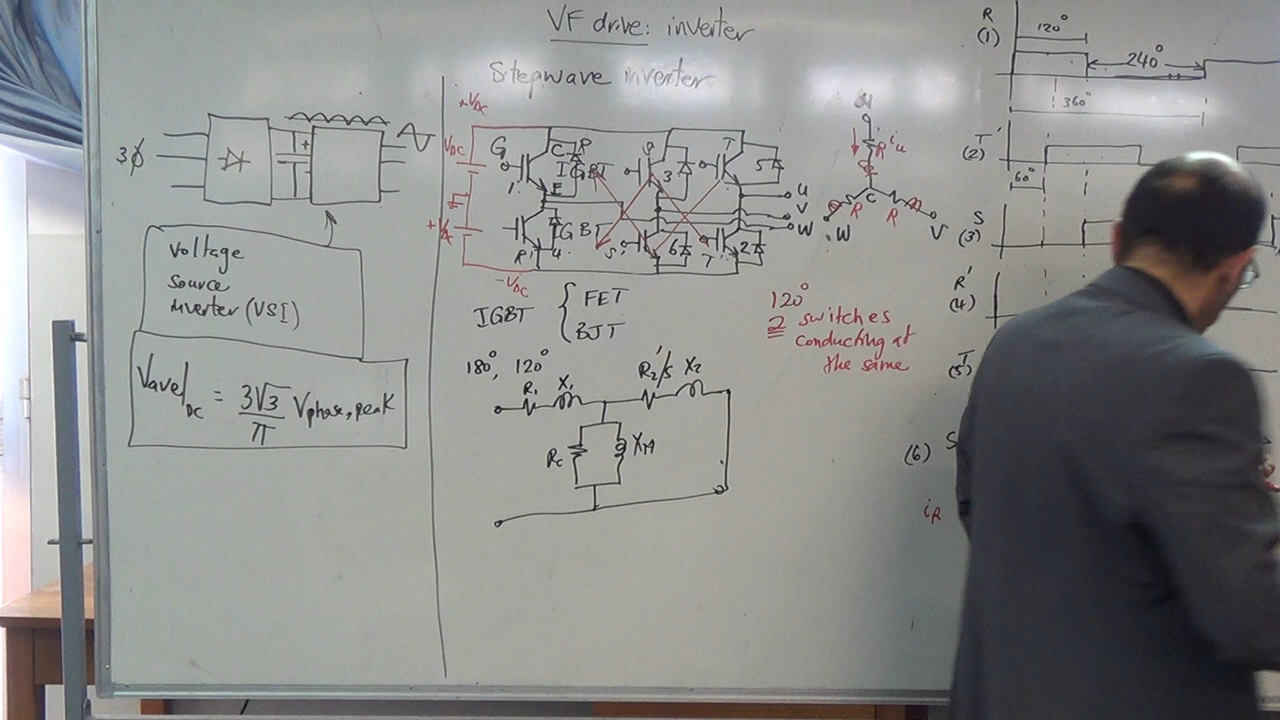 VF drive: inverter
Stepwave inverter
3ϕ
Voltage
Source
Inverter (VSI)
Vave|DC = 3√3/π Vphase, peak
+VDC
VDC
-VDC
G
C
R
IGBT
E
1
IGBT
R' 4
S
3
S' 6
T
5
T' 2
U
V
W
IGBT { FET
BJT
180°, 120°
R1 X1 R2'/s X2
Rc XM
u
R iu
R C R
W V
120°
2 switches
conducting at
the same
R
(1)
120°
240°
360°
T'
(2)
60°
S
(3)
R'
(4)
T
(5)
(6) S
iR